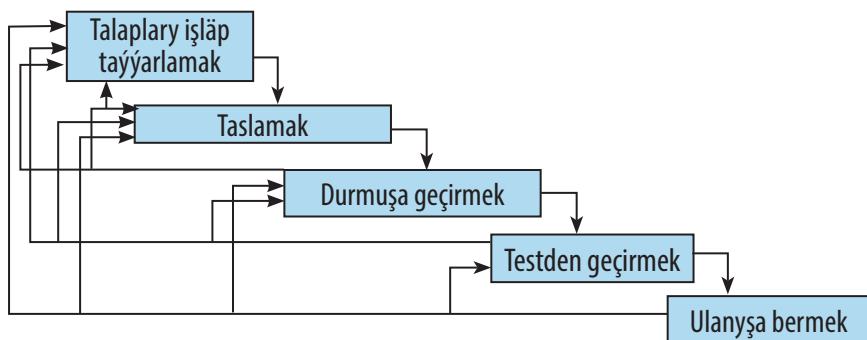 Talaplary işläp
taýýarlamak
Taslamak
Durmuşa geçirmek
Testden geçirmek
Ulanyşa bermek